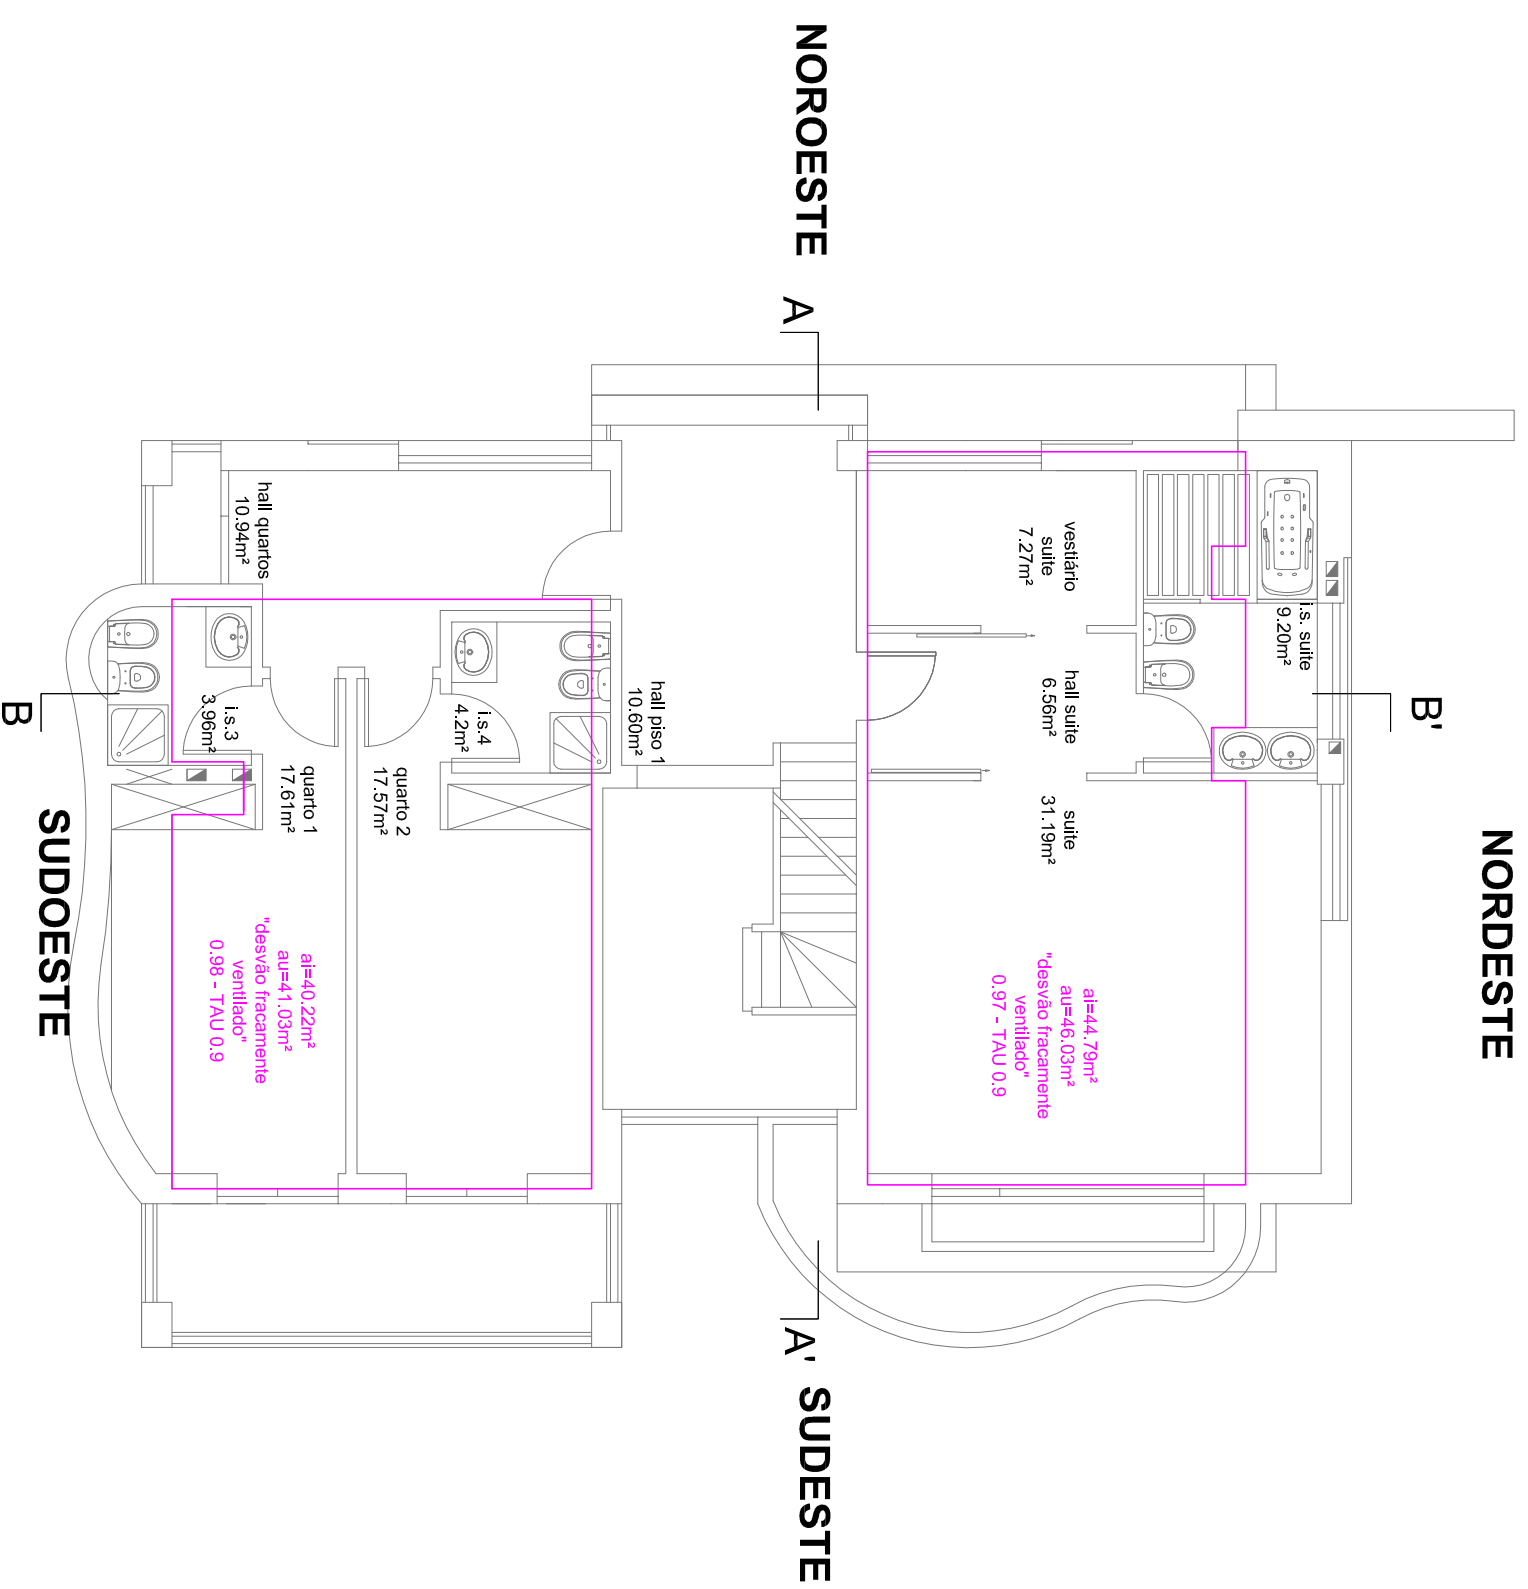 NOROESTE
A
NORDESTE
B'
i.s. suite
9.20m²
vestiário
suite
7.27m²
hall suite
6.56m²
suite
31.19m²
ai=44.79m²
au=46.03m²
"desvão fracamente
ventilado"
0.97 - TAU 0.9
hall piso 1
10.60m²
hall quartos
10.94m²
i.s.4
4.2m²
i.s.3
3.96m²
quarto 2
17.57m²
quarto 1
17.61m²
ai=40.22m²
au=41.03m²
"desvão fracamente
ventilado"
0.98 - TAU 0.9
B
SUDOESTE
A'
SUDESTE